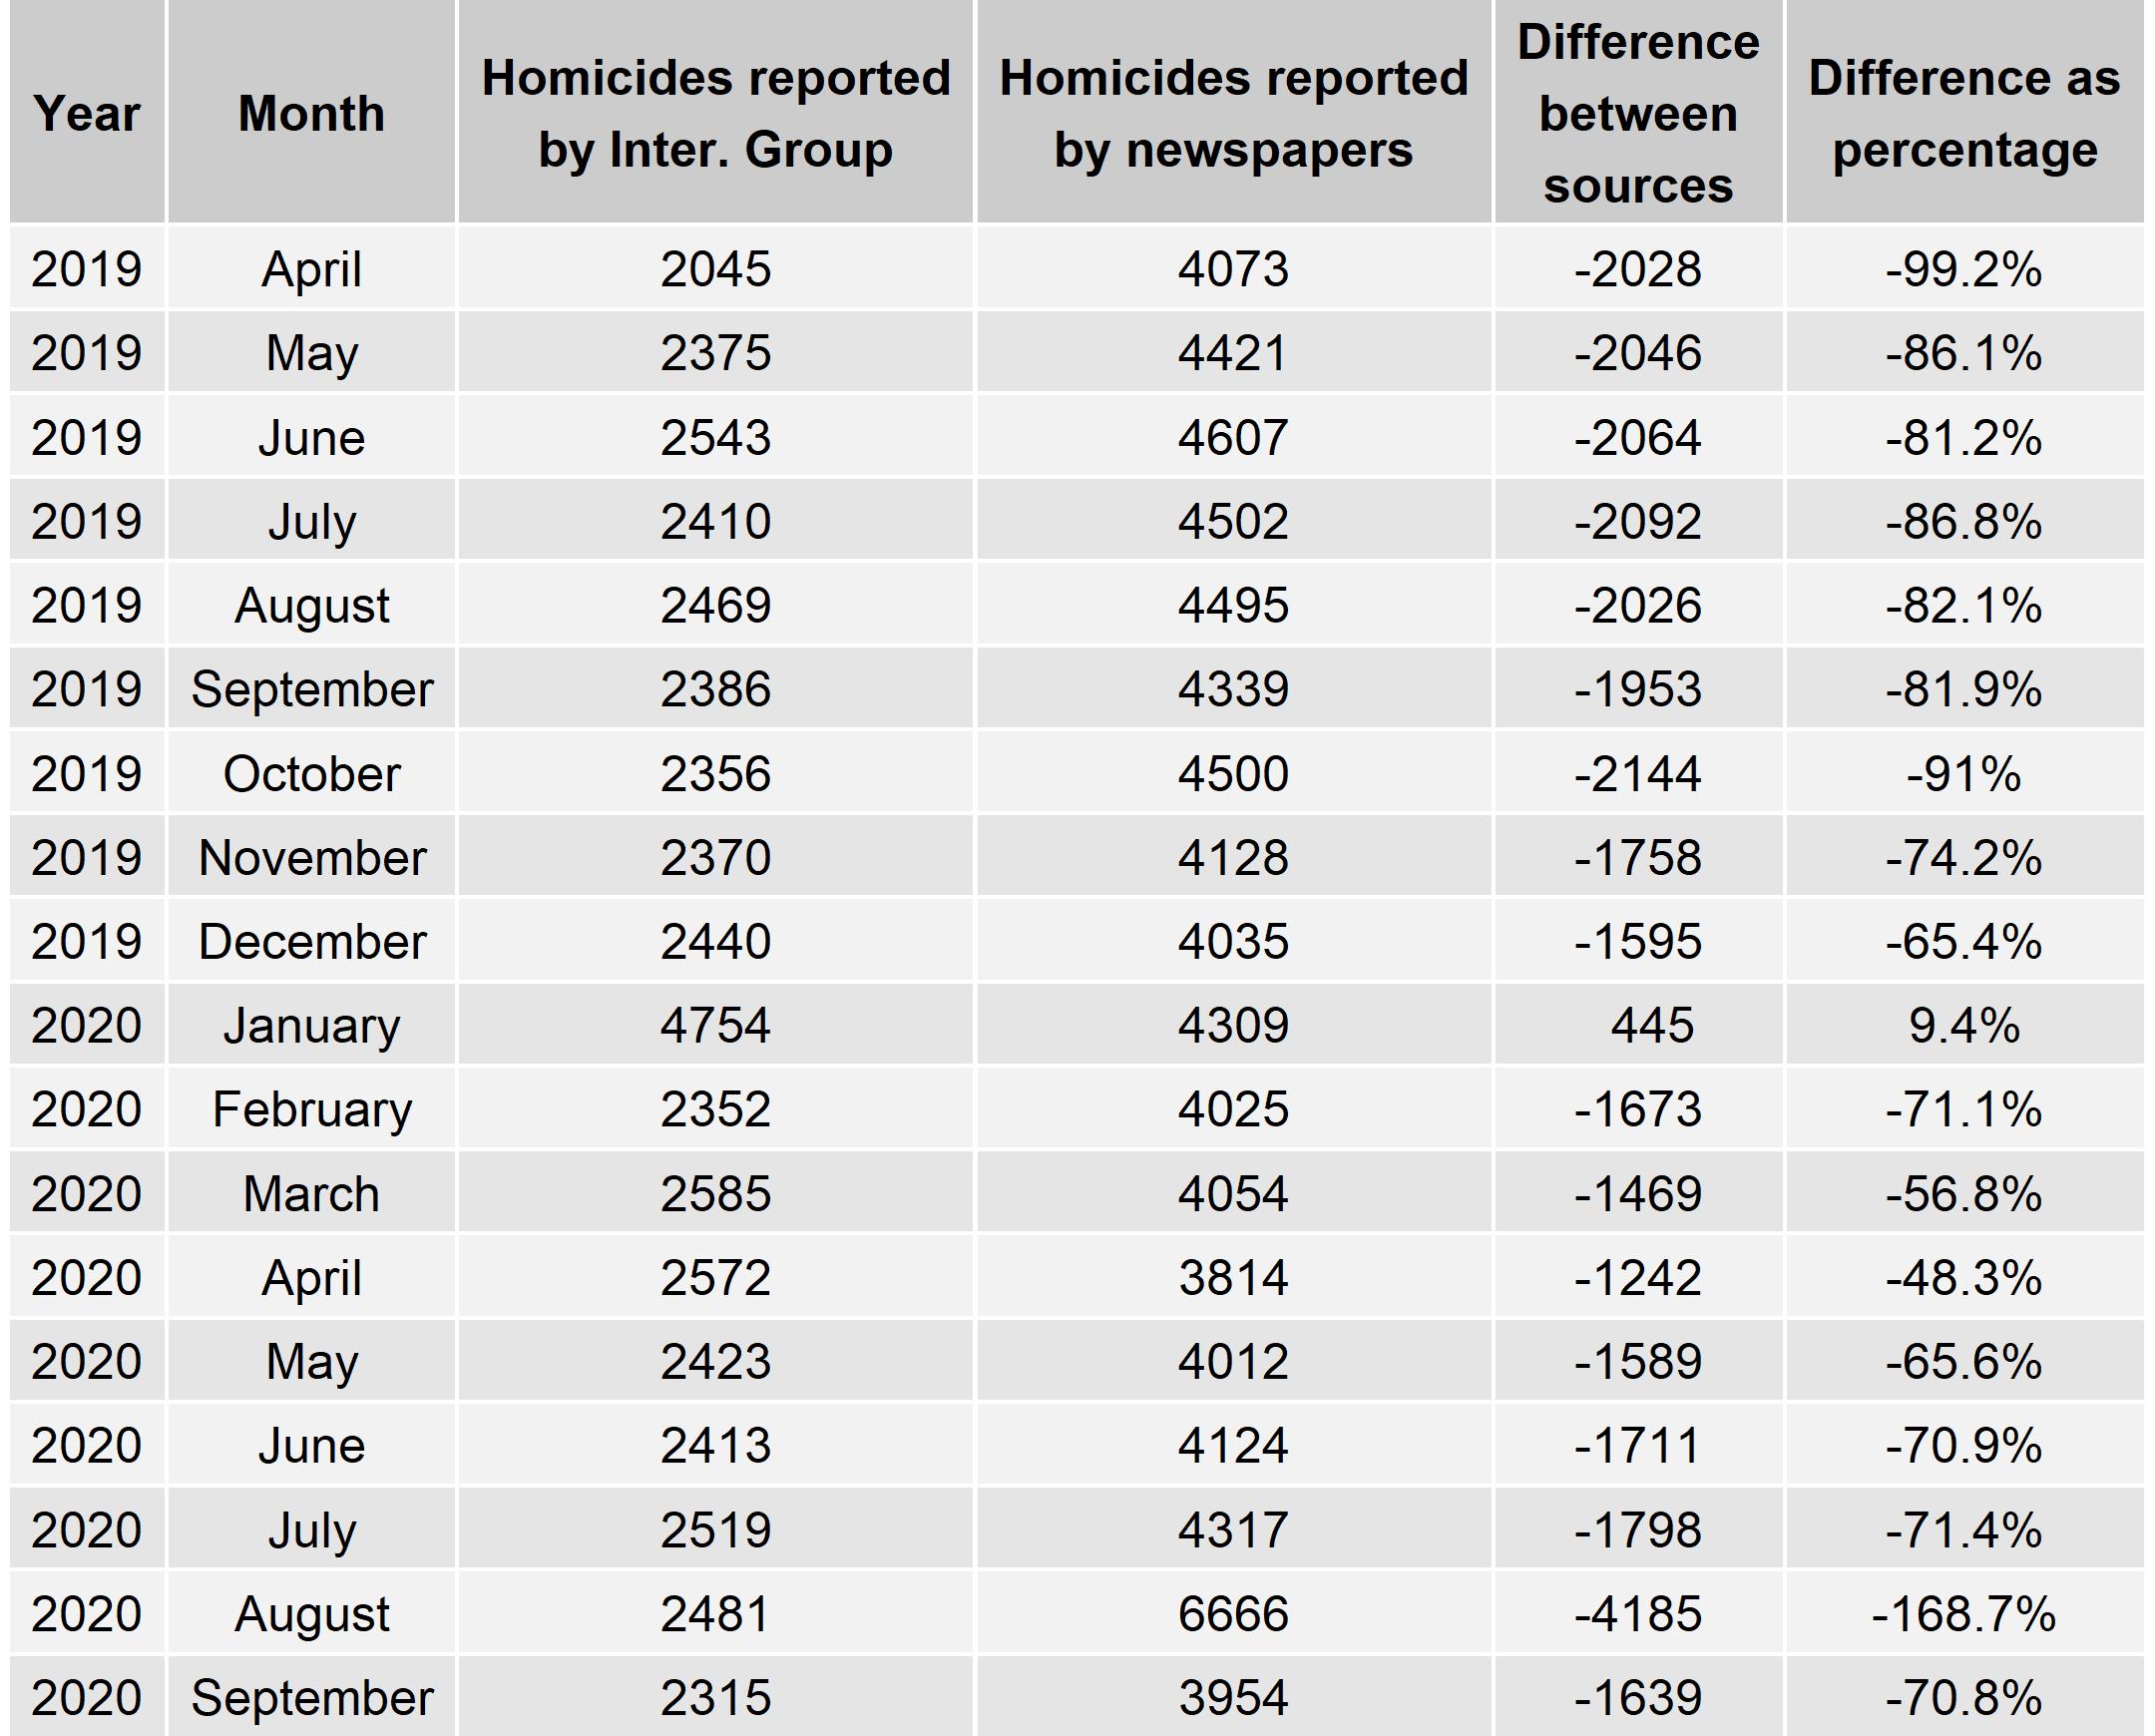 Year Month Homicides reported by Inter. Group Homicides reported by newspapers Difference between sources Difference as percentage
2019 April 2045 4073 -2028 -99.2%
2019 May 2375 4421 -2046 -86.1%
2019 June 2543 4607 -2064 -81.2%
2019 July 2410 4502 -2092 -86.8%
2019 August 2469 4495 -2026 -82.1%
2019 September 2386 4339 -1953 -81.9%
2019 October 2356 4500 -2144 -91%
2019 November 2370 4128 -1758 -74.2%
2019 December 2440 4035 -1595 -65.4%
2020 January 4754 4309 445 9.4%
2020 February 2352 4025 -1673 -71.1%
2020 March 2585 4054 -1469 -56.8%
2020 April 2572 3814 -1242 -48.3%
2020 May 2423 4012 -1589 -65.6%
2020 June 2413 4124 -1711 -70.9%
2020 July 2519 4317 -1798 -71.4%
2020 August 2481 6666 -4185 -168.7%
2020 September 2315 3954 -1639 -70.8%